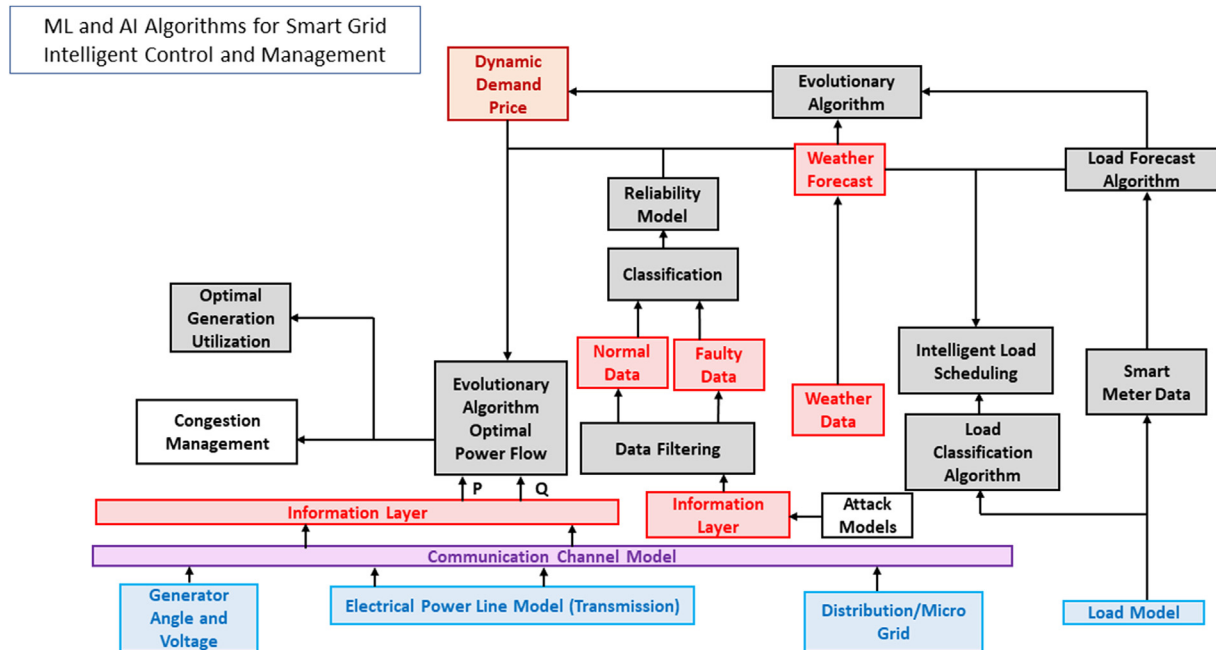 ML and AI Algorithms for Smart Grid
Intelligent Control and Management
Dynamic
Demand
Price
Evolutionary
Algorithm
Weather
Forecast
Load Forecast
Algorithm
Reliability
Model
Classification
Optimal
Generation
Utilization
Normal
Data
Faulty
Data
Intelligent Load
Scheduling
Smart
Meter Data
Evolutionary
Algorithm
Optimal
Power Flow
Weather
Data
Congestion
Management
Data Filtering
Load
Classification
Algorithm
P
Q
Information Layer
Information
Layer
Attack
Models
Communication Channel Model
Generator
Angle and
Voltage
Electrical Power Line Model (Transmission)
Distribution/Micro
Grid
Load Model